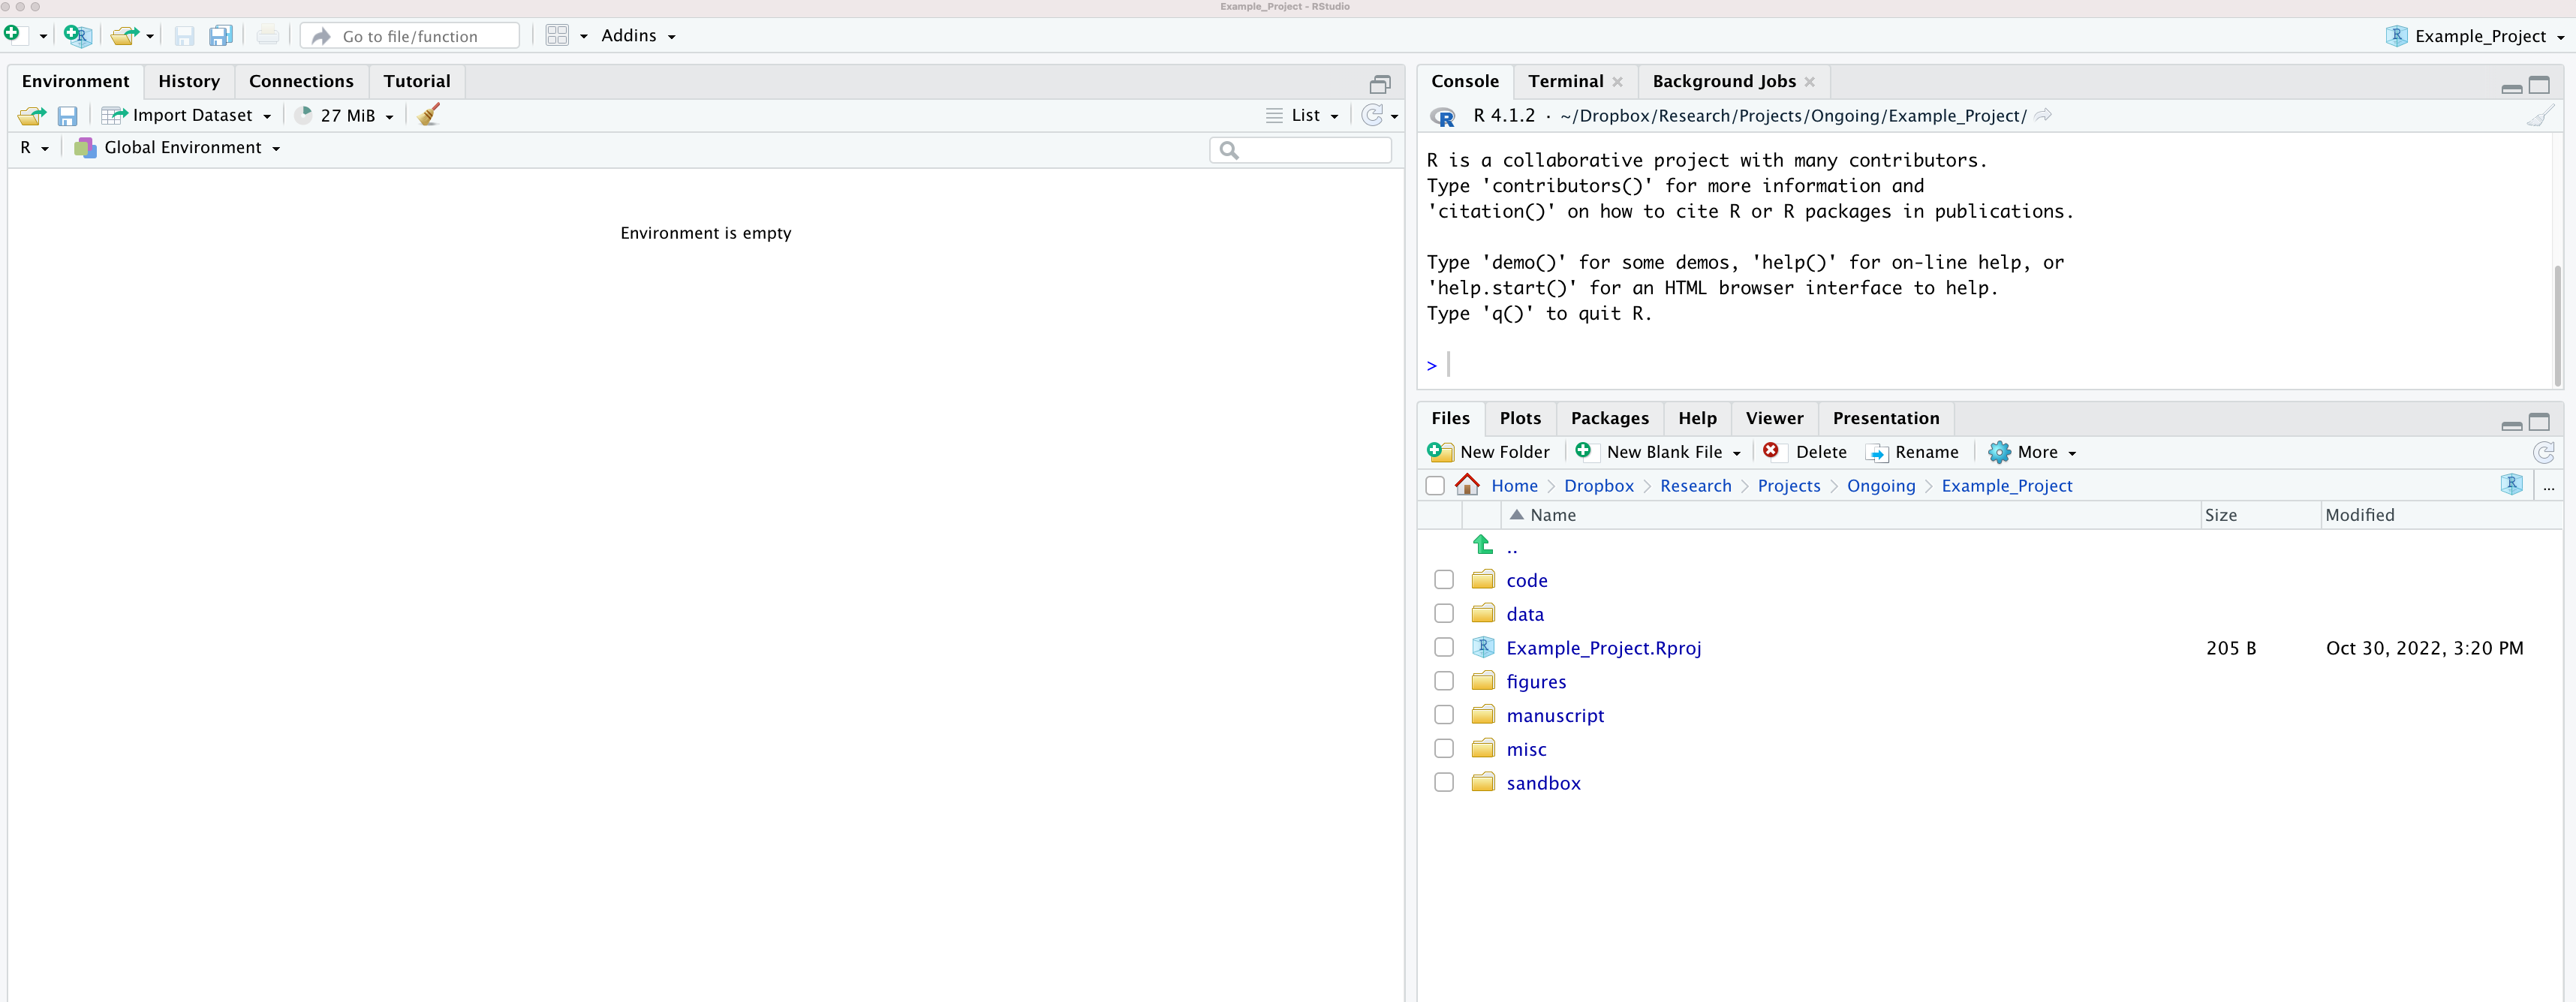 Example_Project - RStudio
Go to file/function
Addins
Example_Project
Environment History Connections Tutorial
Import Dataset 27 MiB List
R Global Environment
Environment is empty
Console Terminal Background Jobs
R 4.1.2 · ~/Dropbox/Research/Projects/Ongoing/Example_Project/
R is a collaborative project with many contributors.
Type 'contributors()' for more information and
'citation()' on how to cite R or R packages in publications.
Type 'demo()' for some demos, 'help()' for on-line help, or
'help.start()' for an HTML browser interface to help.
Type 'q()' to quit R.
>
Files Plots Packages Help Viewer Presentation
New Folder New Blank File Delete Rename More
Home Dropbox Research Projects Ongoing Example_Project ...
Name Size Modified
..
code
data
Example_Project.Rproj 205 B Oct 30, 2022, 3:20 PM
figures
manuscript
misc
sandbox